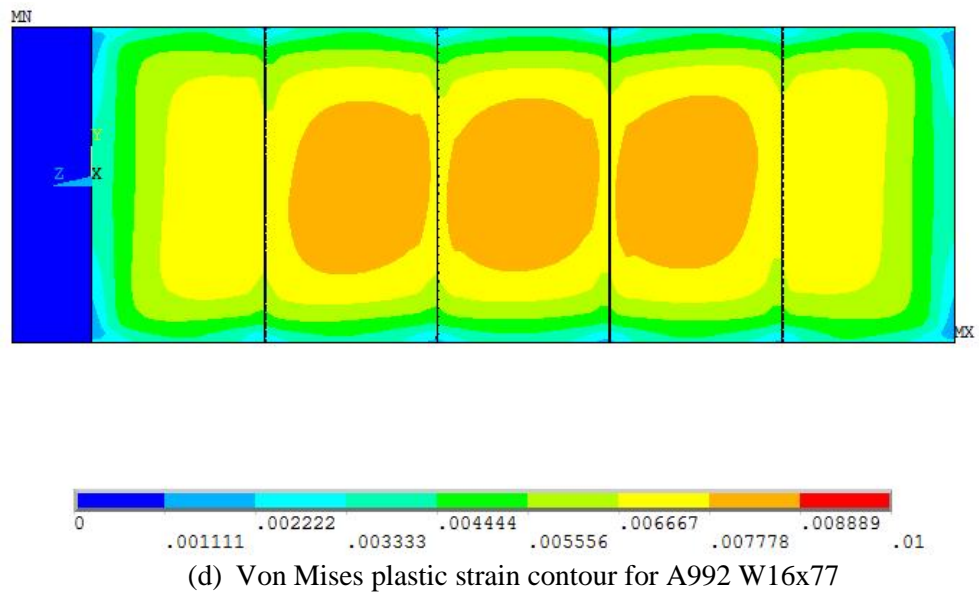 MN
Y
Z X
MX
0 .002222 .004444 .006667 .008889
.001111 .003333 .005556 .007778 .01
(d) Von Mises plastic strain contour for A992 W16x77